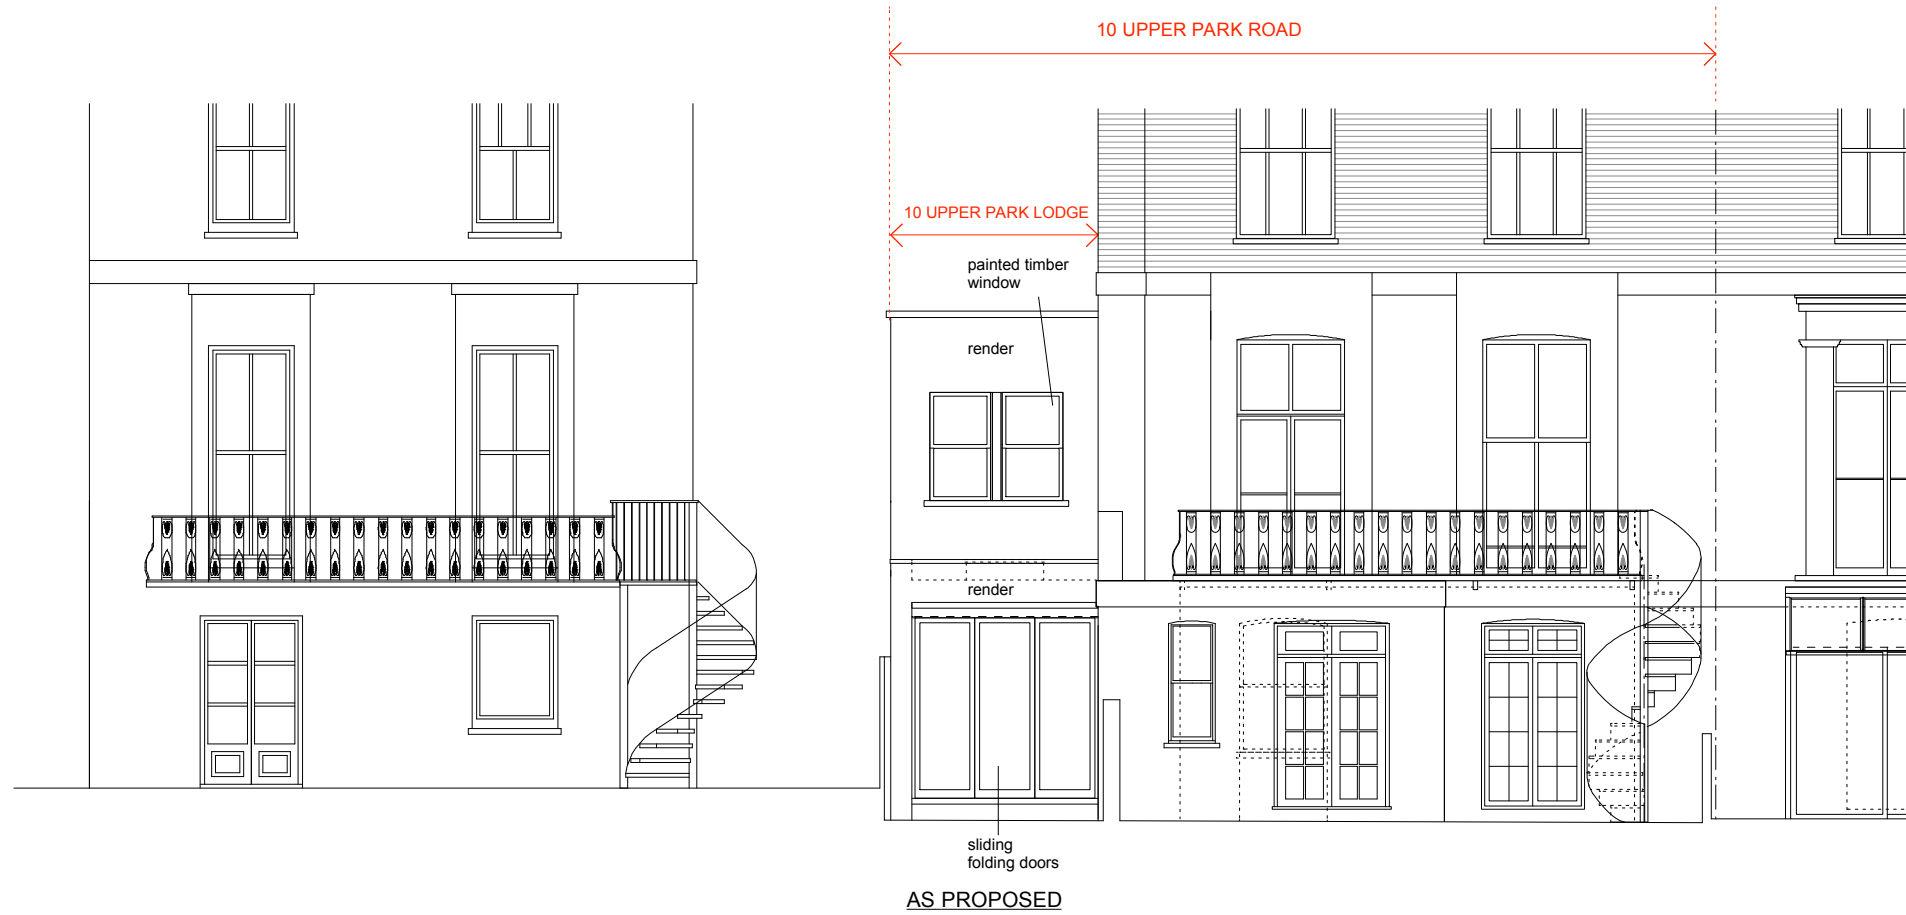 10 UPPER PARK ROAD
10 UPPER PARK LODGE
painted timber
window
render
render
sliding
folding doors
AS PROPOSED